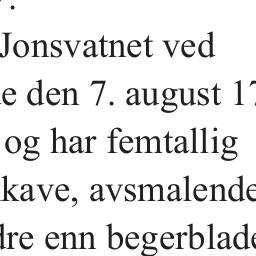 Jonsvatnet ved
e den 7. august 17
og har femtallig
kave, avsmalende
dre enn begerblade